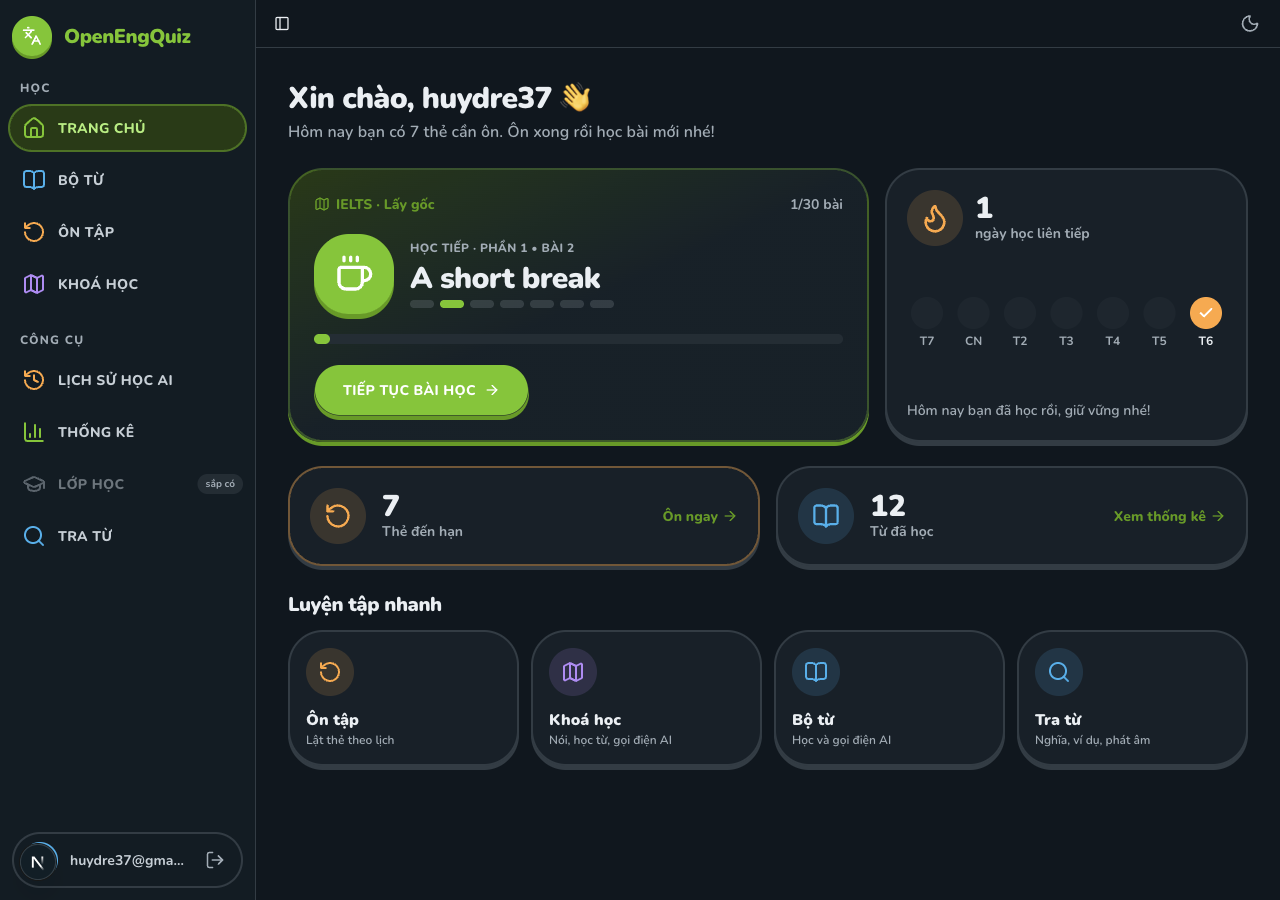 OpenEngQuiz
HỌC
TRANG CHỦ
BỘ TỪ
ÔN TẬP
KHOÁ HỌC
CÔNG CỤ
LỊCH SỬ HỌC AI
THỐNG KÊ
LỚP HỌC
sắp có
TRA TỪ
N
huydre37@gma...
Xin chào, huydre37 👋
Hôm nay bạn có 7 thẻ cần ôn. Ôn xong rồi học bài mới nhé!
IELTS · Lấy gốc
1/30 bài
HỌC TIẾP · PHẦN 1 • BÀI 2
A short break
TIẾP TỤC BÀI HỌC →
1
ngày học liên tiếp
T7 CN T2 T3 T4 T5 T6
Hôm nay bạn đã học rồi, giữ vững nhé!
7
Thẻ đến hạn
Ôn ngay →
12
Từ đã học
Xem thống kê →
Luyện tập nhanh
Ôn tập
Lật thẻ theo lịch
Khoá học
Nói, học từ, gọi điện AI
Bộ từ
Học và gọi điện AI
Tra từ
Nghĩa, ví dụ, phát âm